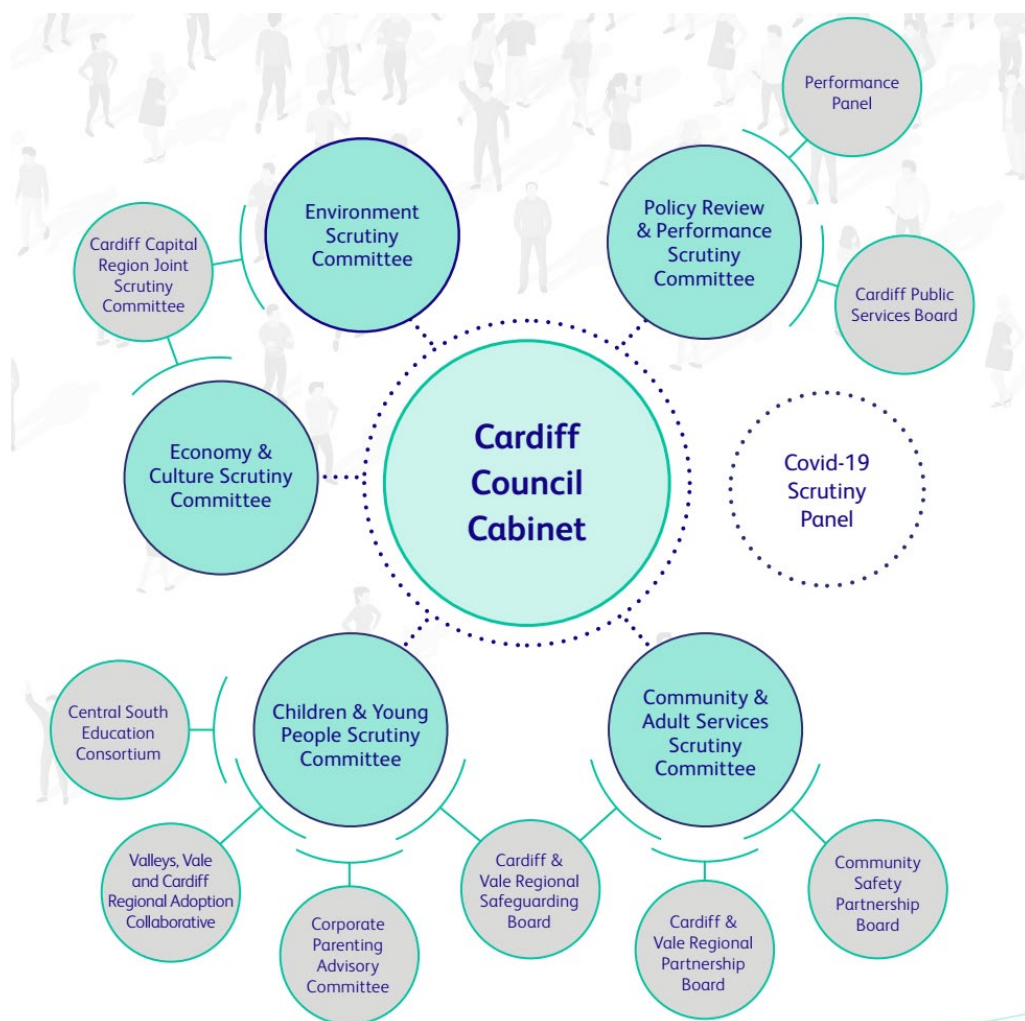 Performance
Panel
Environment
Scrutiny
Committee
Policy Review
& Performance
Scrutiny
Committee
Cardiff Capital
Region Joint
Scrutiny
Committee
Cardiff Public
Services Board
Economy &
Culture Scrutiny
Committee
Cardiff
Council
Cabinet
Covid-19
Scrutiny
Panel
Central South
Education
Consortium
Children & Young
People Scrutiny
Committee
Community &
Adult Services
Scrutiny
Committee
Valleys, Vale
and Cardiff
Regional Adoption
Collaborative
Corporate
Parenting
Advisory
Committee
Cardiff &
Vale Regional
Safeguarding
Board
Cardiff &
Vale Regional
Partnership
Board
Community
Safety
Partnership
Board